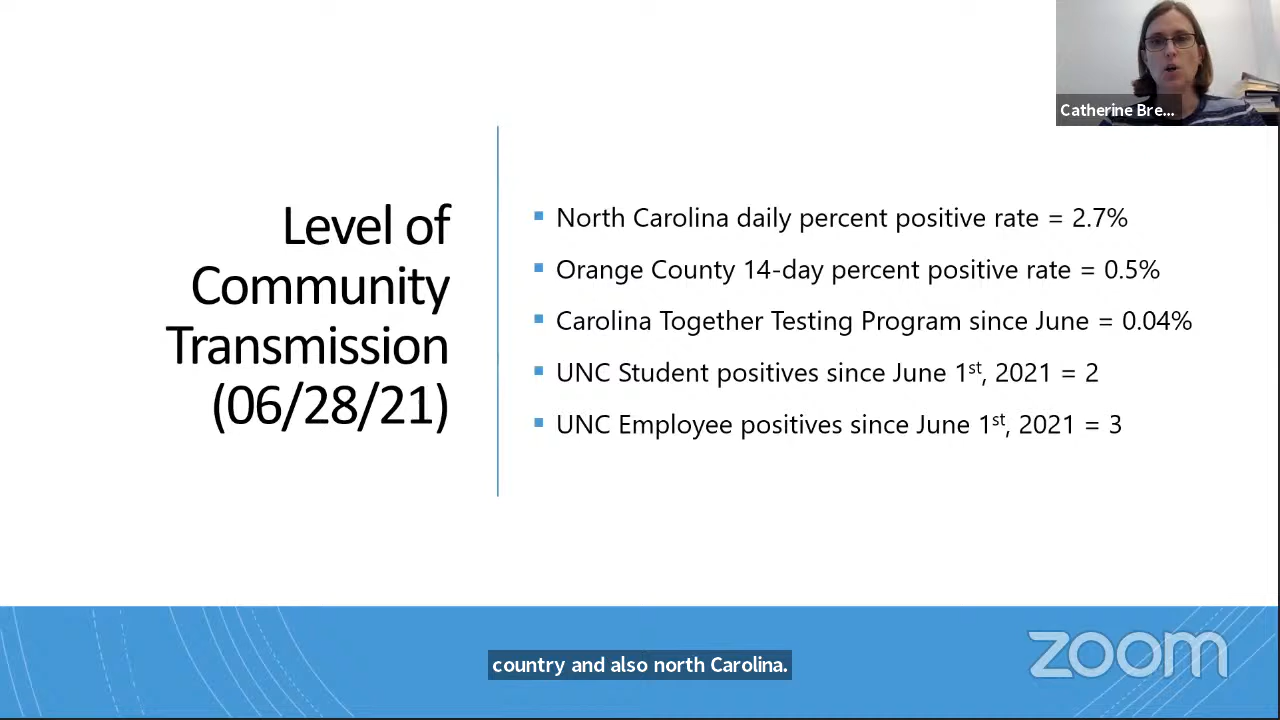 Catherine Bre...
Level of
Community
Transmission
(06/28/21)
North Carolina daily percent positive rate = 2.7%
Orange County 14-day percent positive rate = 0.5%
Carolina Together Testing Program since June = 0.04%
UNC Student positives since June 1st, 2021 = 2
UNC Employee positives since June 1st, 2021 = 3
country and also north Carolina.
zoom